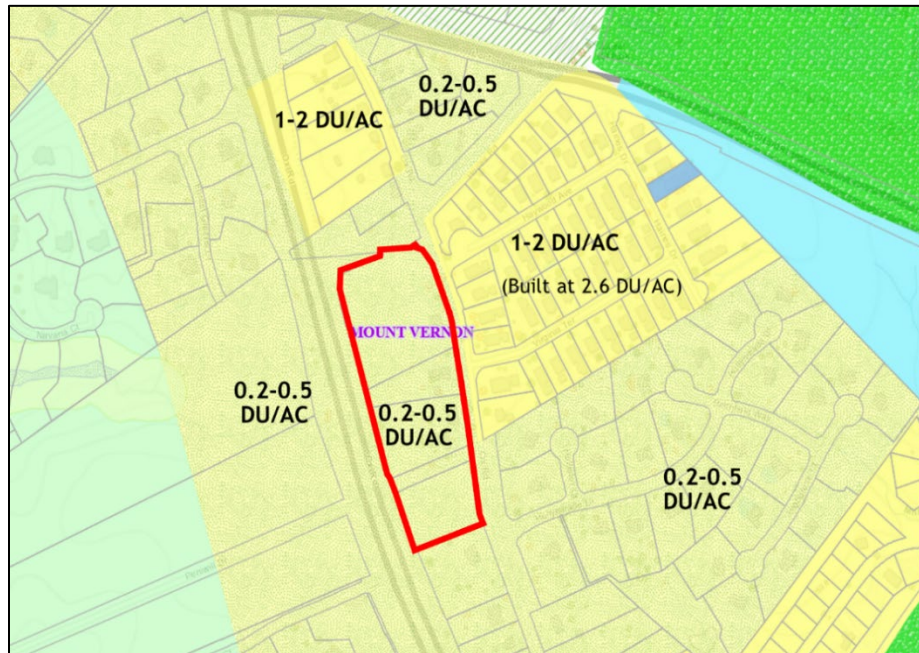 0.2-0.5
DU/AC
1-2 DU/AC
1-2 DU/AC
(Built at 2.6 DU/AC)
MOUNT VERNON
0.2-0.5
DU/AC
0.2-0.5
DU/AC
0.2-0.5
DU/AC